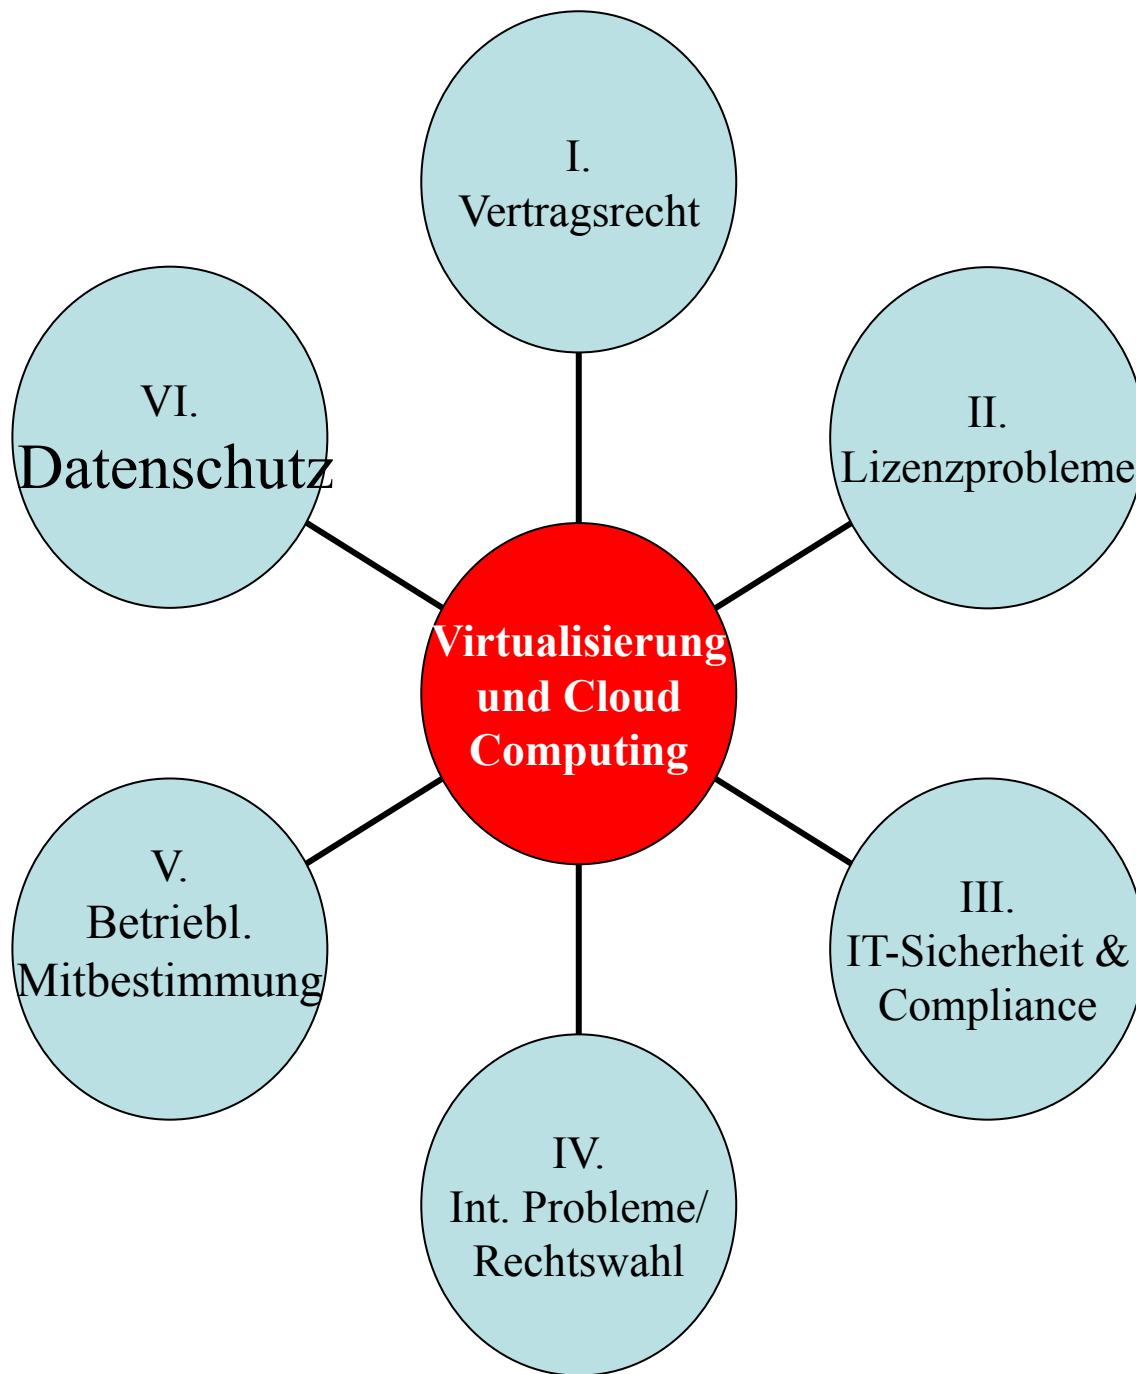 I.
Vertragsrecht
II.
Lizenzprobleme
III.
IT-Sicherheit &
Compliance
IV.
Int. Probleme/
Rechtswahl
V.
Betriebl.
Mitbestimmung
VI.
Datenschutz
Virtualisierung
und Cloud
Computing